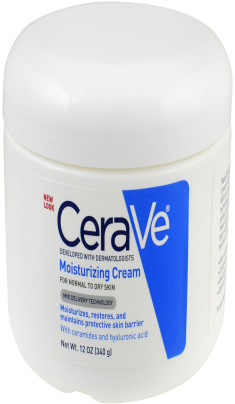 NEW
LOOK
CeraVe®
DEVELOPED WITH DERMATOLOGISTS
Moisturizing Cream
FOR NORMAL TO DRY SKIN
MVE DELIVERY TECHNOLOGY
Moisturizes, restores, and
maintains protective skin barrier
With ceramides and hyaluronic acid
Net Wt. 12 OZ (340 g)